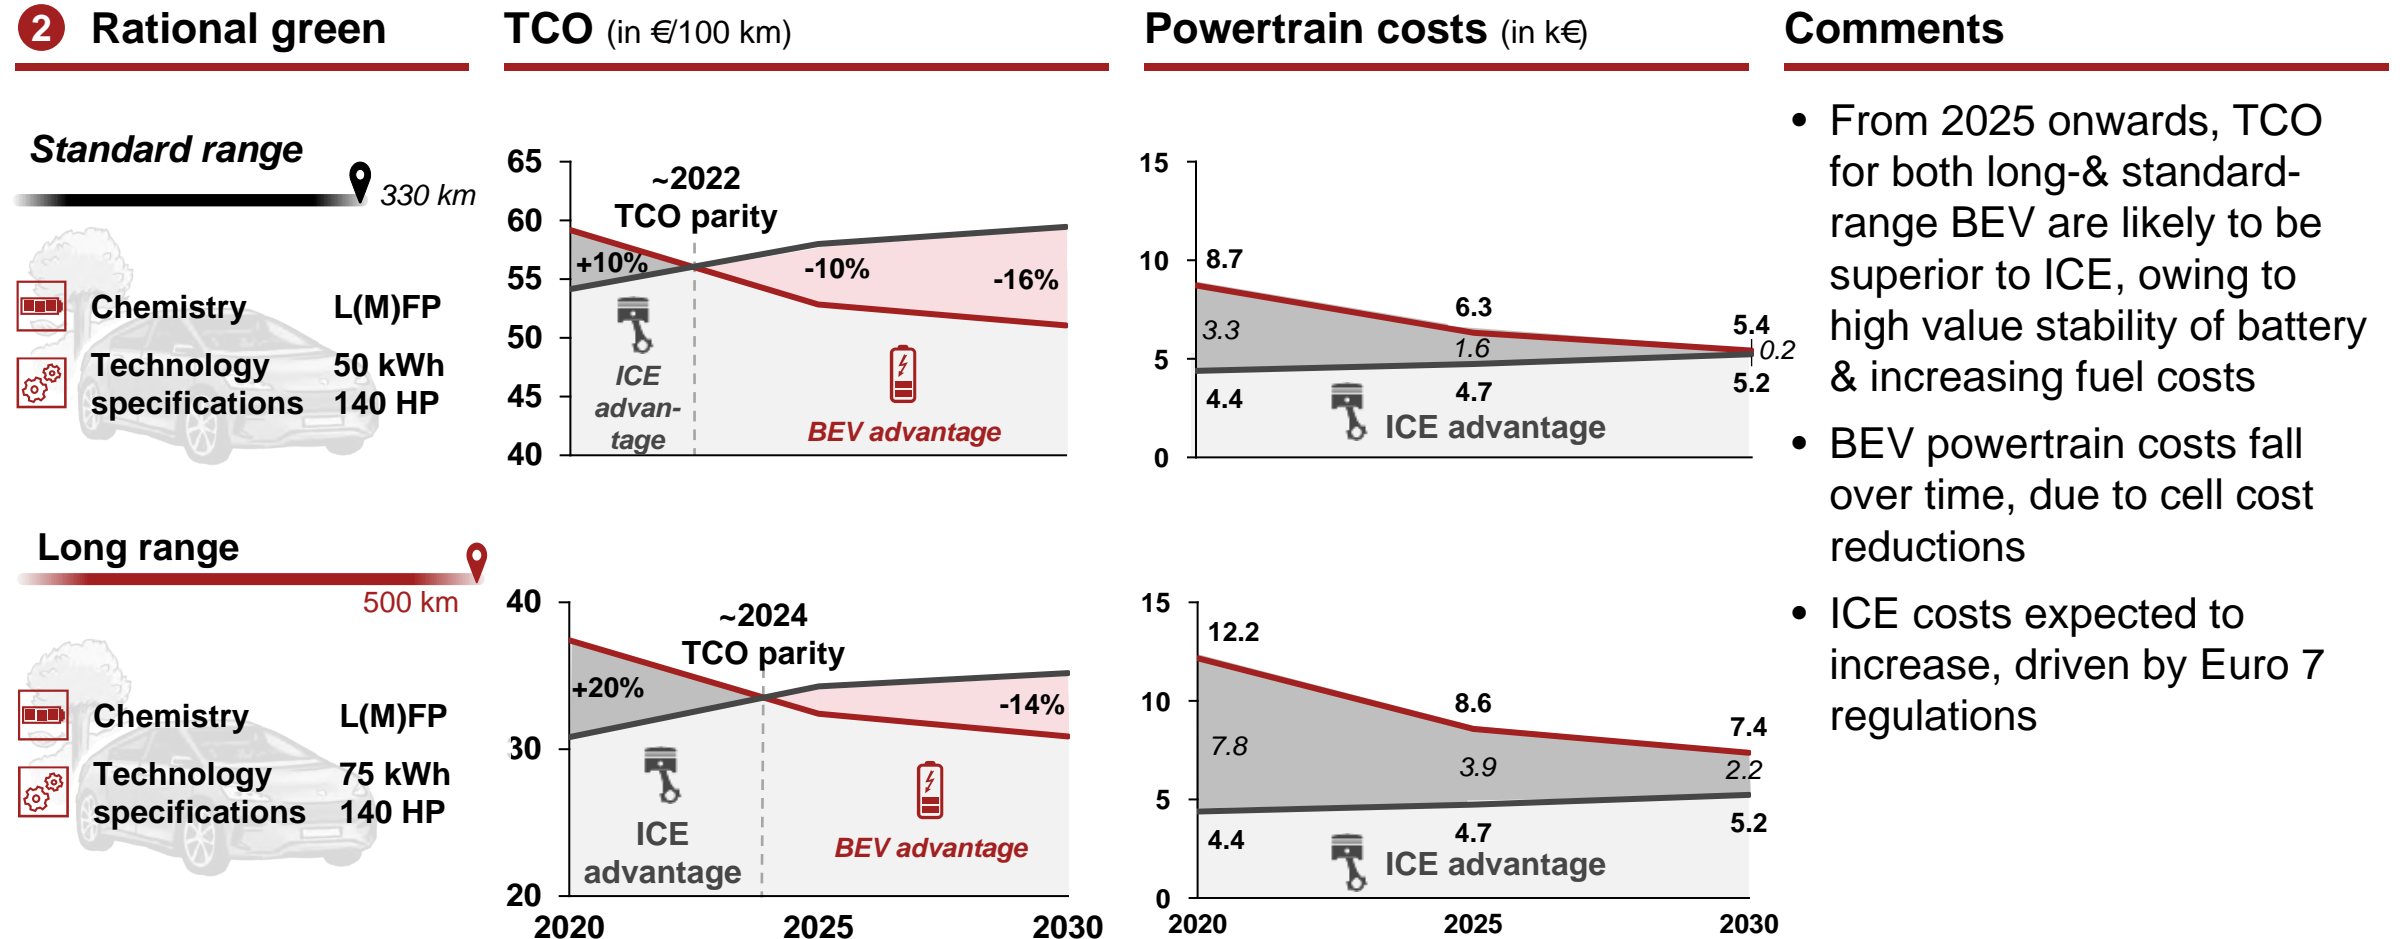 2 Rational green
TCO (in €/100 km)
Powertrain costs (in k€)
Comments
Standard range
330 km
Chemistry L(M)FP
Technology 50 kWh
specifications 140 HP
65
60
55
50
45
40
~2022
TCO parity
+10%
-10%
-16%
ICE
advan-
tage
BEV advantage
15
10
5
0
8.7
6.3
5.4
3.3
1.6
0.2
4.4
4.7
5.2
ICE advantage
Long range
500 km
Chemistry L(M)FP
Technology 75 kWh
specifications 140 HP
40
30
20
~2024
TCO parity
+20%
-14%
ICE
advantage
BEV advantage
2020 2025 2030
15
10
5
0
12.2
8.6
7.4
7.8
3.9
2.2
4.4
4.7
5.2
ICE advantage
2020 2025 2030
• From 2025 onwards, TCO
for both long-& standard-
range BEV are likely to be
superior to ICE, owing to
high value stability of battery
& increasing fuel costs
• BEV powertrain costs fall
over time, due to cell cost
reductions
• ICE costs expected to
increase, driven by Euro 7
regulations